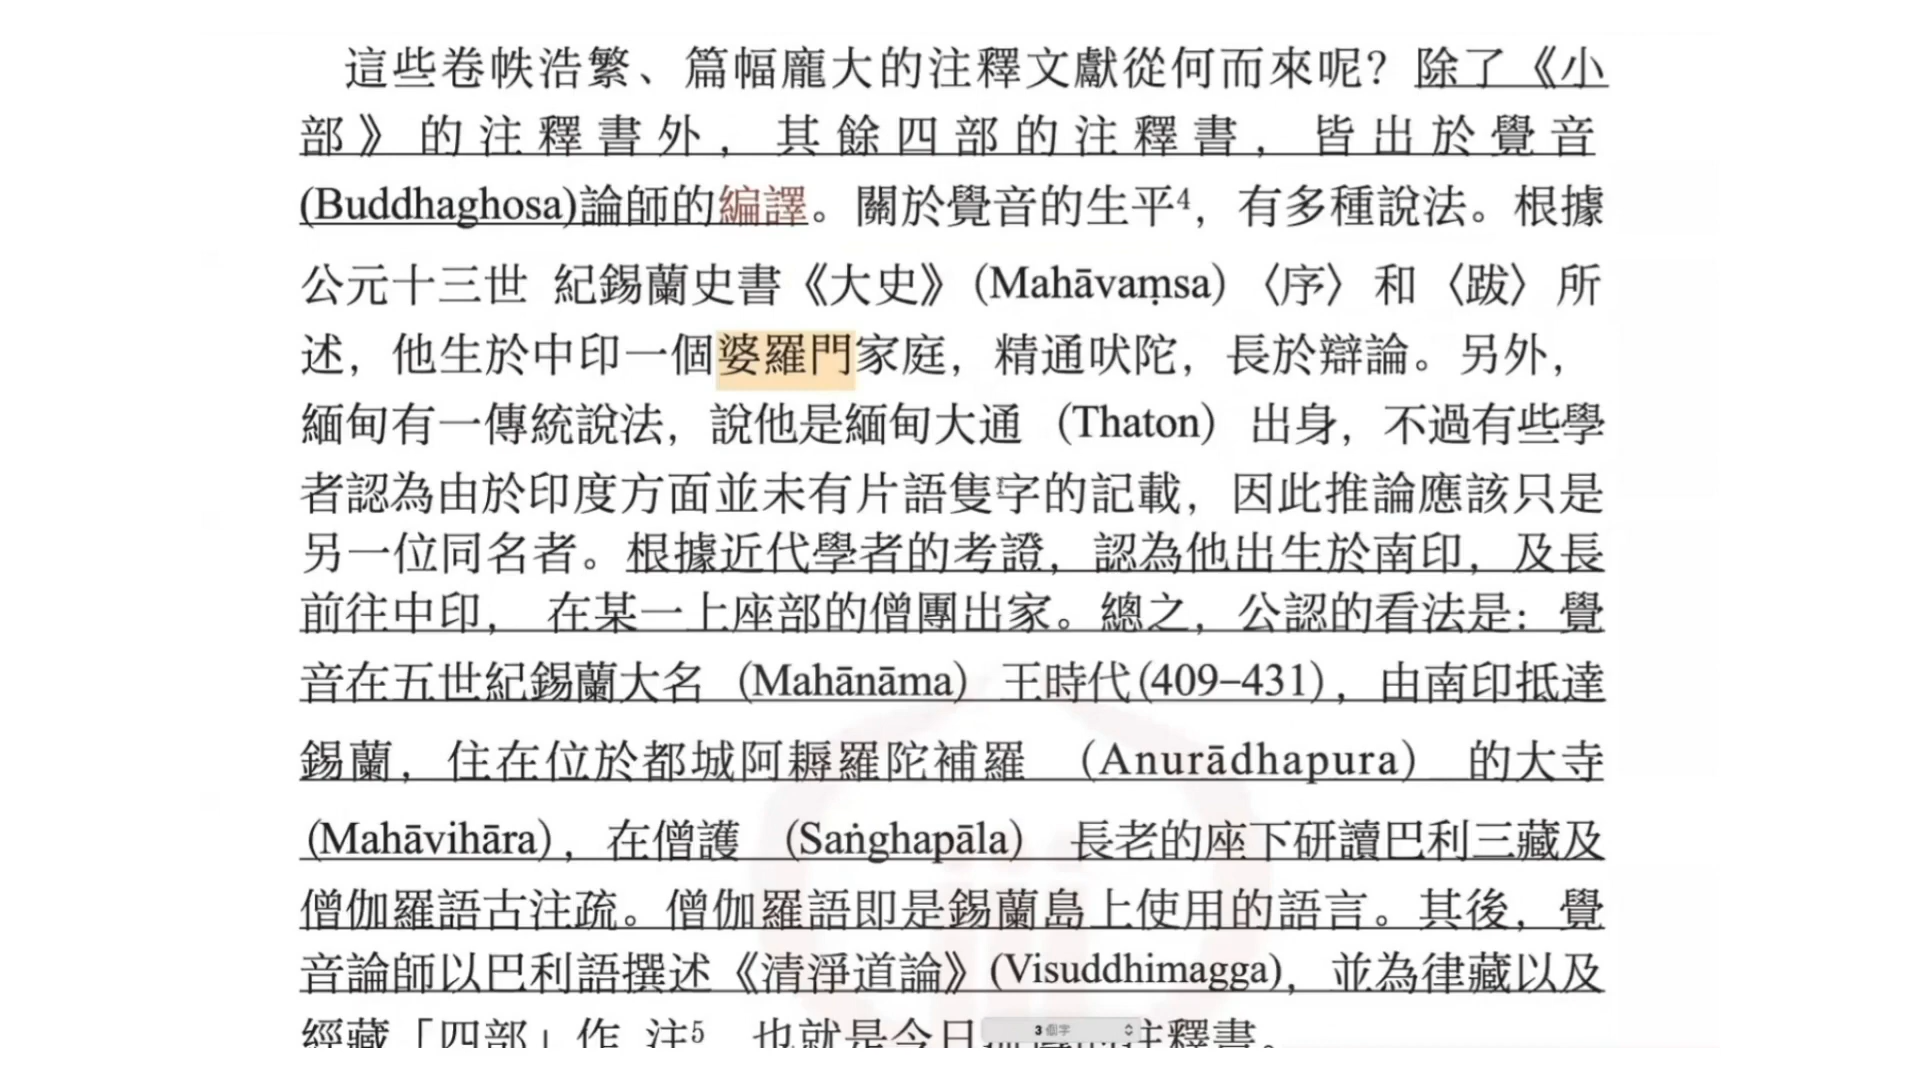 這些卷帙浩繁、篇幅龐大的注釋文獻從何而來呢？除了《小
部》的注釋書外，其餘四部的注釋書，皆出於覺音
(Buddhaghosa)論師的編譯。關於覺音的生平4，有多種說法。根據
公元十三世 紀錫蘭史書《大史》（Mahāvaṃsa）〈序〉和〈跋〉所
述，他生於中印一個婆羅門家庭，精通吠陀，長於辯論。另外，
緬甸有一傳統說法，說他是緬甸大通（Thaton）出身，不過有些學
者認為由於印度方面並未有片語隻字的記載，因此推論應該只是
另一位同名者。根據近代學者的考證，認為他出生於南印，及長
前往中印， 在某一上座部的僧團出家。總之，公認的看法是：覺
音在五世紀錫蘭大名（Mahānāma）王時代(409–431)，由南印抵達
錫蘭，住在位於都城阿耨羅陀補羅（Anurādhapura）的大寺
(Mahāvihāra)，在僧護（Saṅghapāla）長老的座下研讀巴利三藏及
僧伽羅語古注疏。僧伽羅語即是錫蘭島上使用的語言。其後，覺
音論師以巴利語撰述《清淨道論》(Visuddhimagga)，並為律藏以及
經藏「四部」作 注5 也就是今日 注釋書。
3 個字